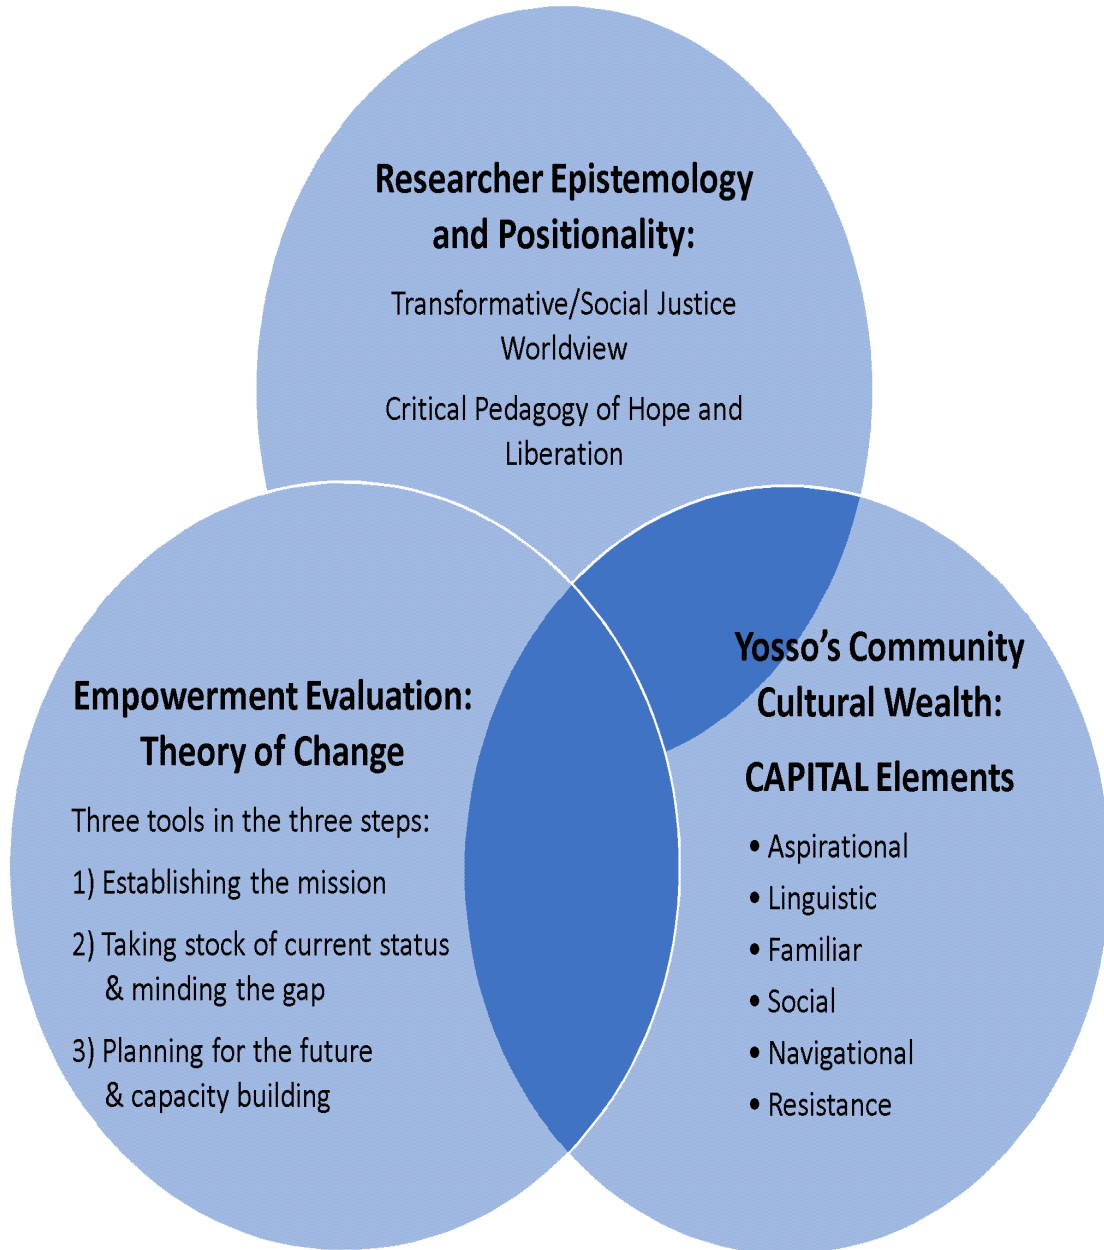 Researcher Epistemology
and Positionality:
Transformative/Social Justice
Worldview
Critical Pedagogy of Hope and
Liberation
Empowerment Evaluation:
Theory of Change
Three tools in the three steps:
1) Establishing the mission
2) Taking stock of current status
& minding the gap
3) Planning for the future
& capacity building
Yosso’s Community
Cultural Wealth:
CAPITAL Elements
• Aspirational
• Linguistic
• Familiar
• Social
• Navigational
• Resistance